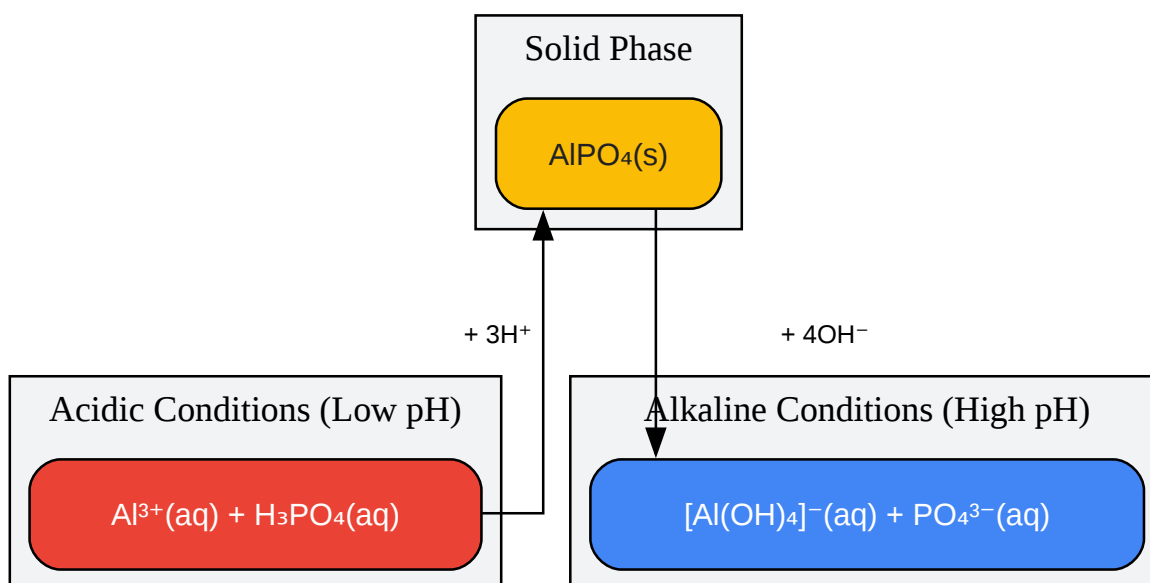 Solid Phase
AlPO₄(s)
+ 3H⁺
+ 4OH⁻
Acidic Conditions (Low pH)
Alkaline Conditions (High pH)
Al³⁺(aq) + H₃PO₄(aq)
[Al(OH)₄]⁻(aq) + PO₄³⁻(aq)